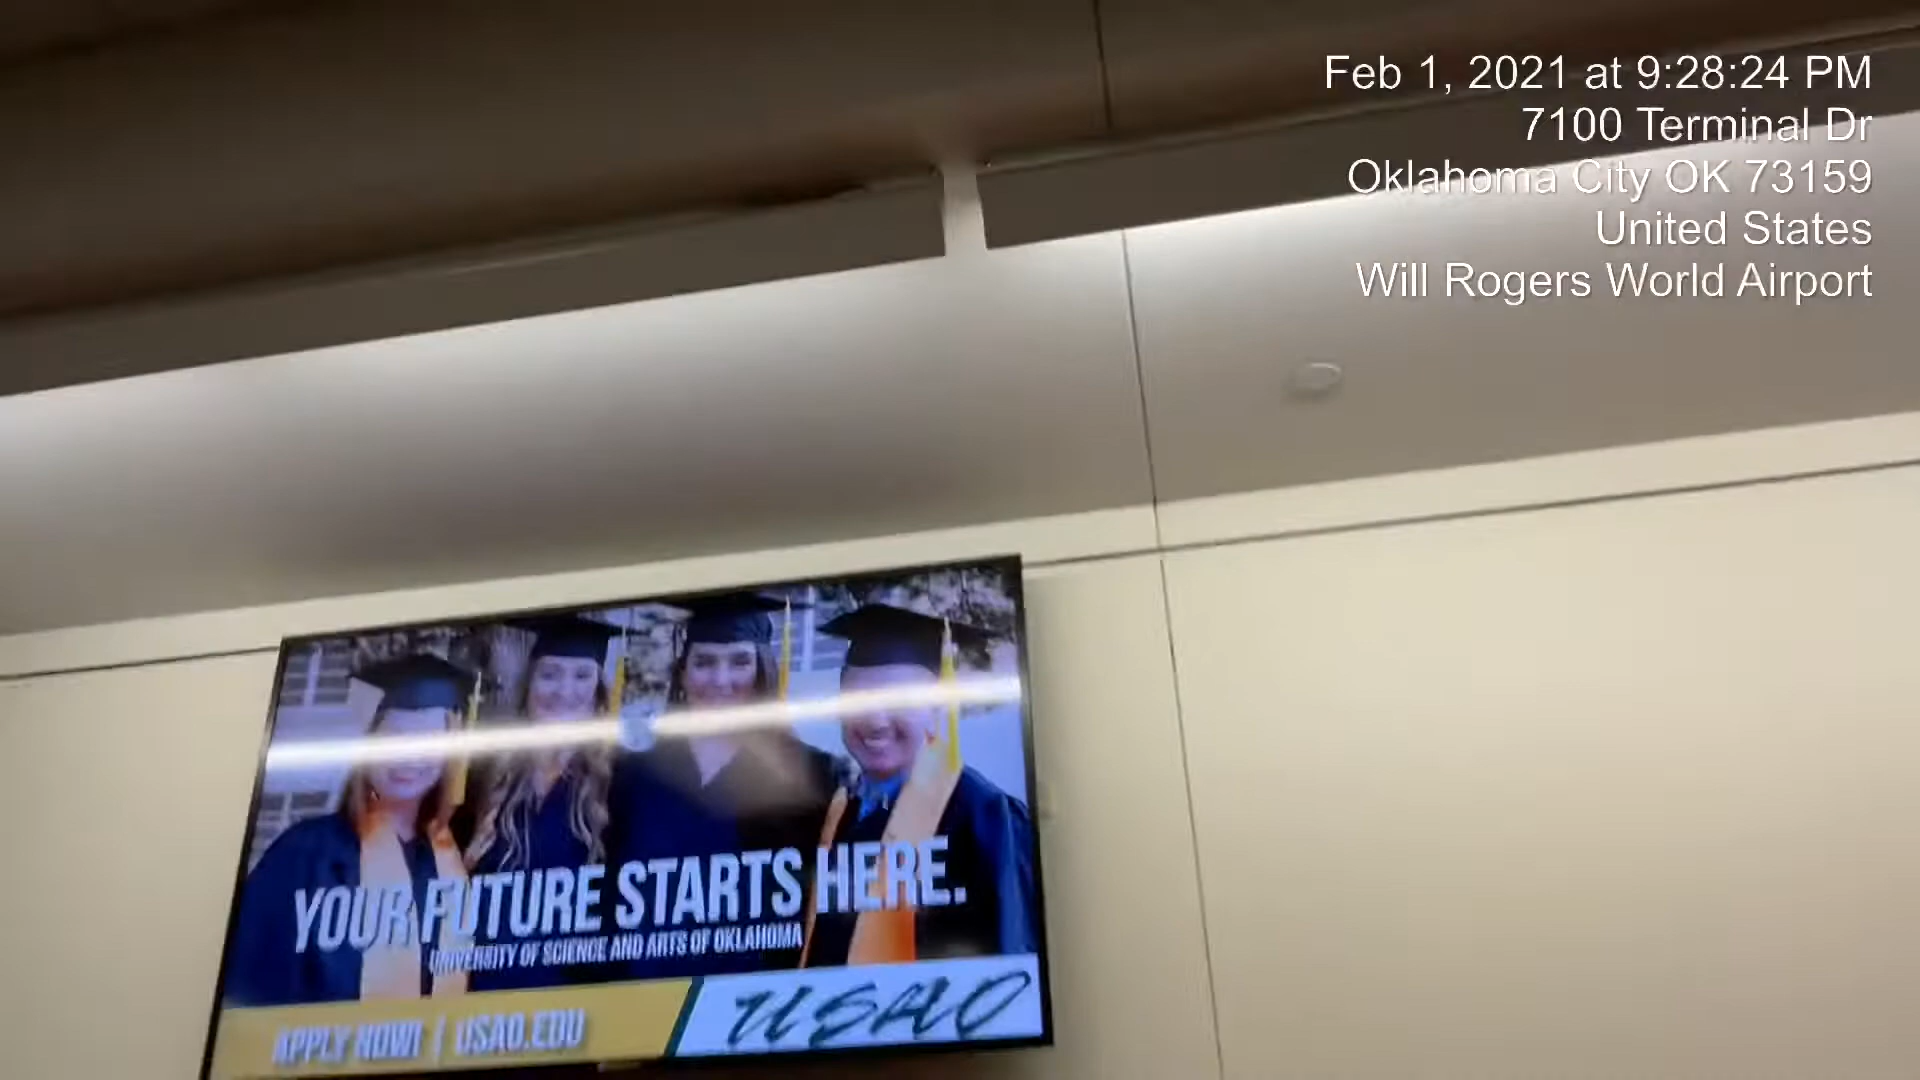 Feb 1, 2021 at 9:28:24 PM
7100 Terminal Dr
Oklahoma City OK 73159
United States
Will Rogers World Airport
YOUR FUTURE STARTS HERE.
UNIVERSITY OF SCIENCE AND ARTS OF OKLAHOMA
APPLY NOW! | USAO.EDU
USAO